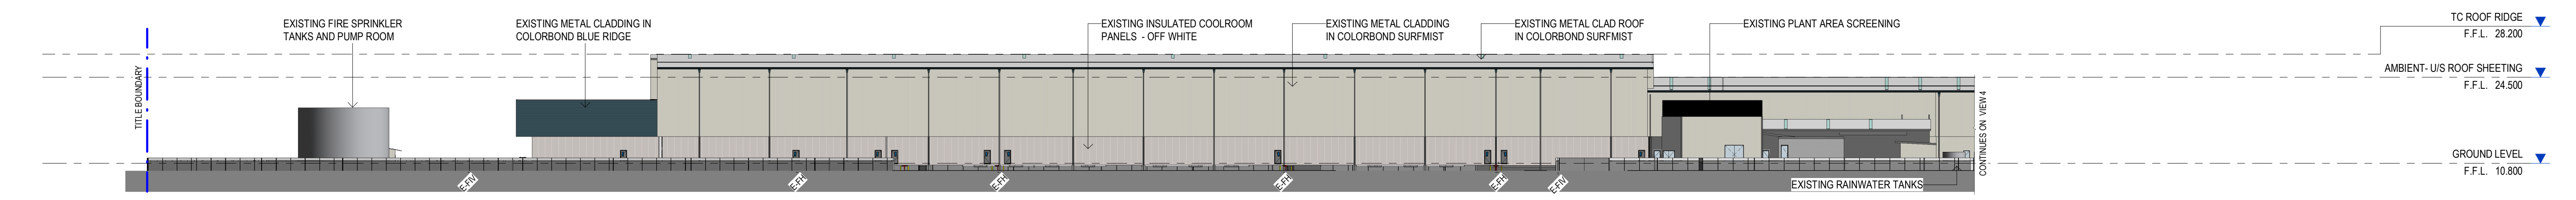 EXISTING FIRE SPRINKLER
TANKS AND PUMP ROOM
EXISTING METAL CLADDING IN
COLORBOND BLUE RIDGE
EXISTING INSULATED COOLROOM
PANELS - OFF WHITE
EXISTING METAL CLADDING
IN COLORBOND SURFMIST
EXISTING METAL CLAD ROOF
IN COLORBOND SURFMIST
EXISTING PLANT AREA SCREENING
TC ROOF RIDGE
F.F.L. 28.200
AMBIENT- U/S ROOF SHEETING
F.F.L. 24.500
TITLE BOUNDARY
CONTINUES ON VIEW 4
GROUND LEVEL
F.F.L. 10.800
E-FIV
E-FH
E-FH
E-FH
E-FH
E-FIV
EXISTING RAINWATER TANKS